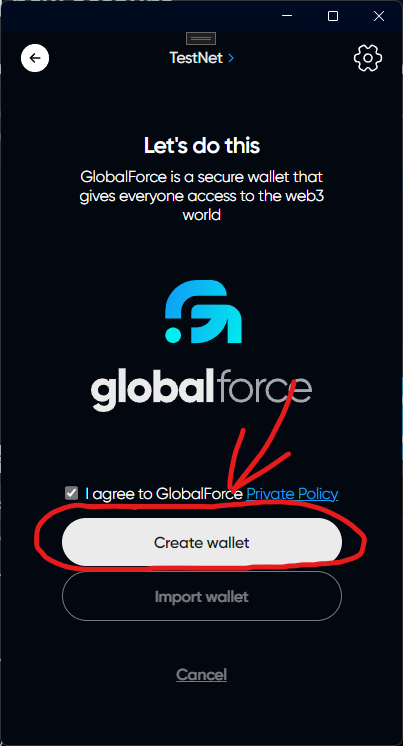 TestNet
Let's do this
GlobalForce is a secure wallet that
gives everyone access to the web3
world
globalforce
I agree to GlobalForce Private Policy
Create wallet
Import wallet
Cancel